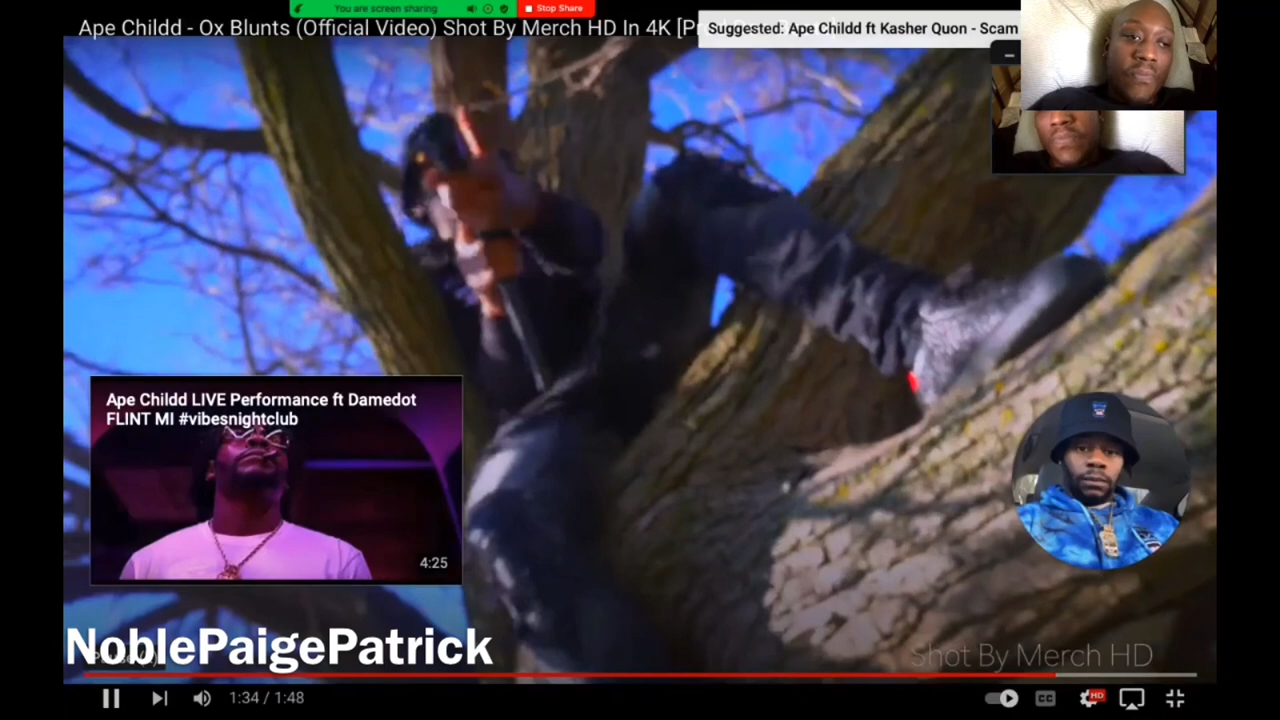 You are screen sharing
Stop Share
Ape Childd - Ox Blunts (Official Video) Shot By Merch HD In 4K [Pr
Suggested: Ape Childd ft Kasher Quon - Scam
Ape Childd LIVE Performance ft Damedot
FLINT MI #vibesnightclub
4:25
NoblePaigePatrick
Shot By Merch HD
1:34 / 1:48
CC
HD